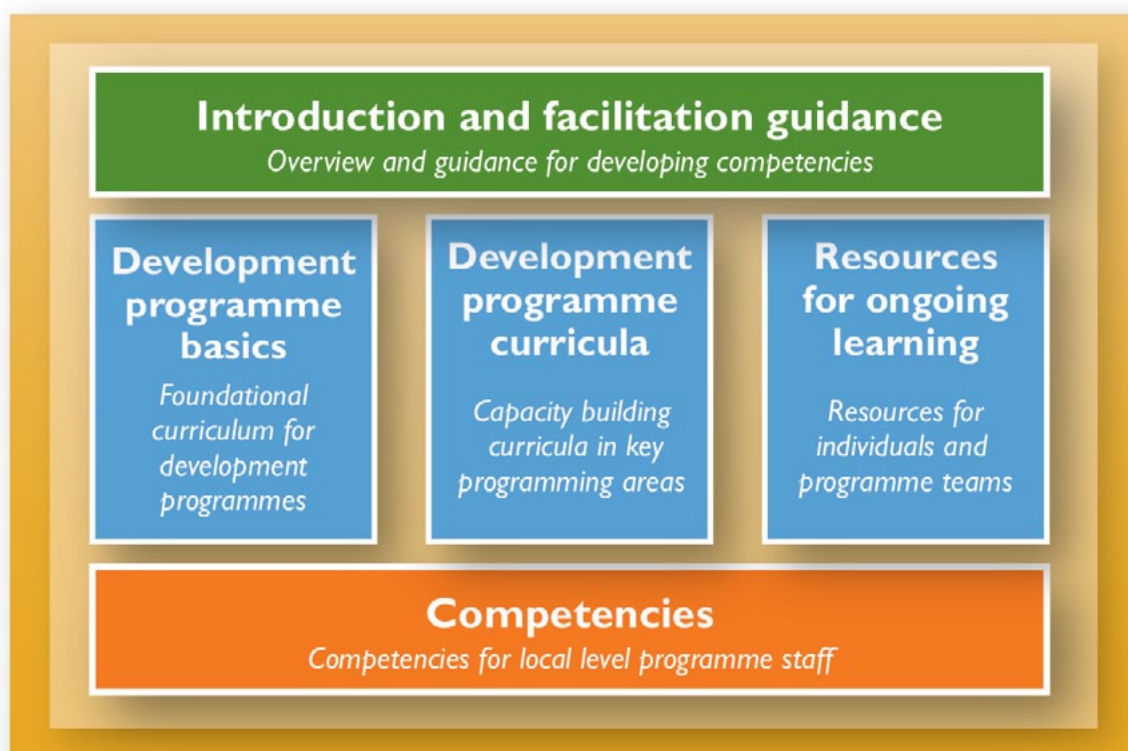 Introduction and facilitation guidance
Overview and guidance for developing competencies
Development
programme
basics
Foundational
curriculum for
development
programmes
Development
programme
curricula
Capacity building
curricula in key
programming areas
Resources
for ongoing
learning
Resources for
individuals and
programme teams
Competencies
Competencies for local level programme staff